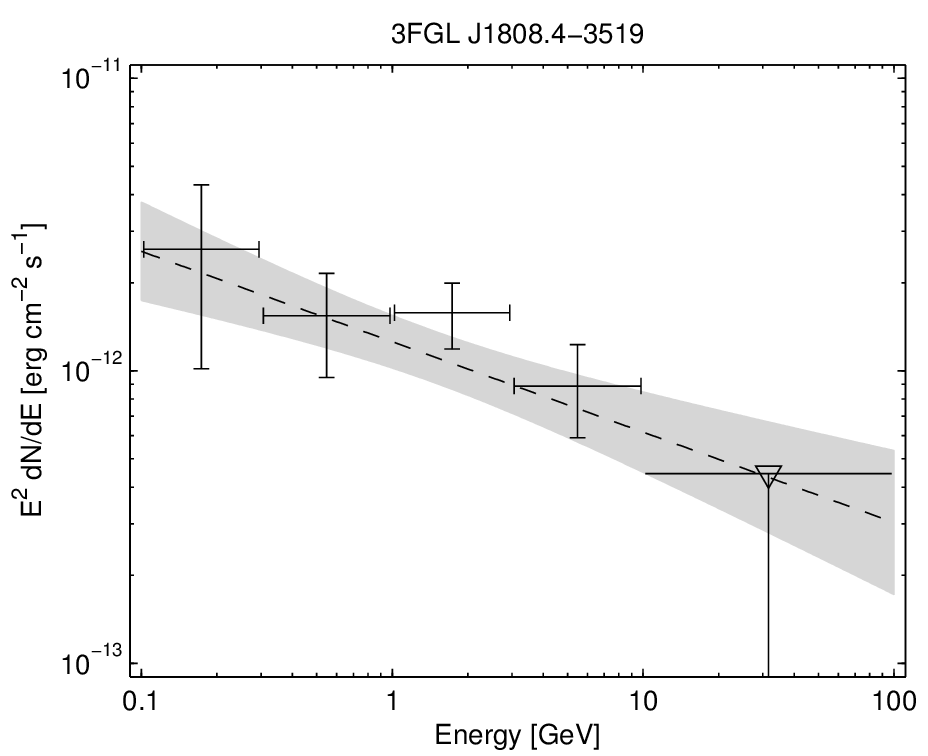 3FGL J1808.4−3519
E² dN/dE [erg cm⁻² s⁻¹]
10⁻¹¹
10⁻¹²
10⁻¹³
0.1 1 10 100
Energy [GeV]